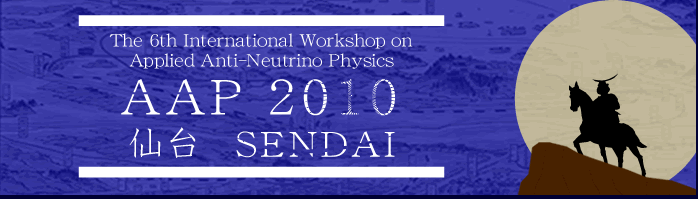 The 6th International Workshop on
Applied Anti-Neutrino Physics
AAP 2010
仙台 SENDAI